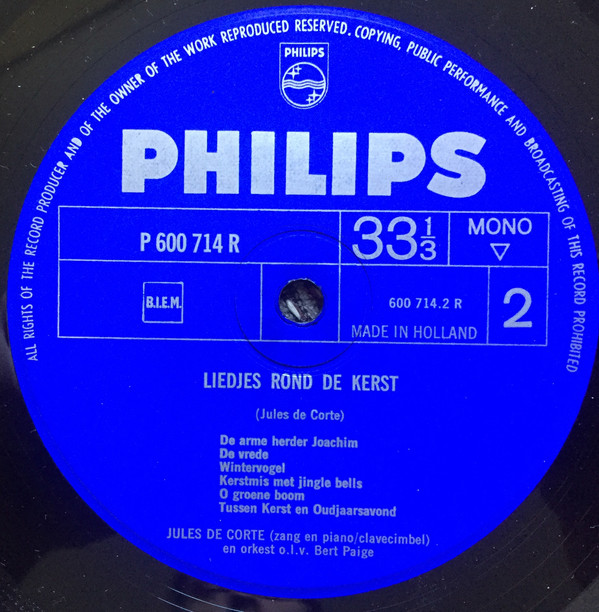 ALL RIGHTS OF THE RECORD PRODUCER AND OF THE OWNER OF THE WORK REPRODUCED RESERVED. COPYING, PUBLIC PERFORMANCE AND BROADCASTING OF THIS RECORD PROHIBITED
PHILIPS
PHILIPS
P 600 714 R
33 1/3
MONO
B.I.E.M.
600 714.2 R
MADE IN HOLLAND
2
LIEDJES ROND DE KERST
(Jules de Corte)
De arme herder Joachim
De vrede
Wintervogel
Kerstmis met jingle bells
O groene boom
Tussen Kerst en Oudjaarsavond
JULES DE CORTE (zang en piano/clavecimbel)
en orkest o.l.v. Bert Paige